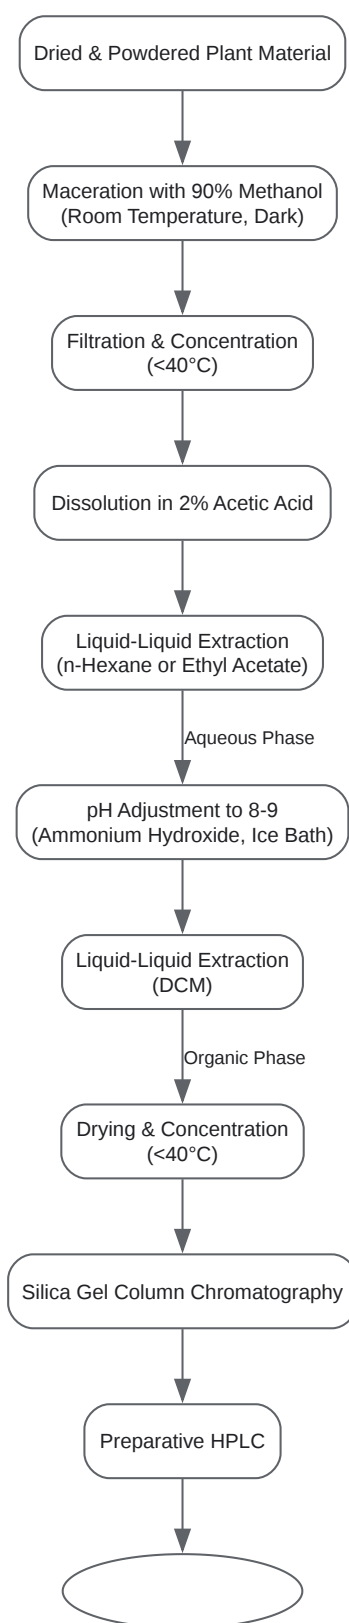 Dried & Powdered Plant Material
Maceration with 90% Methanol
(Room Temperature, Dark)
Filtration & Concentration
(<40°C)
Dissolution in 2% Acetic Acid
Liquid-Liquid Extraction
(n-Hexane or Ethyl Acetate)
Aqueous Phase
pH Adjustment to 8-9
(Ammonium Hydroxide, Ice Bath)
Liquid-Liquid Extraction
(DCM)
Organic Phase
Drying & Concentration
(<40°C)
Silica Gel Column Chromatography
Preparative HPLC